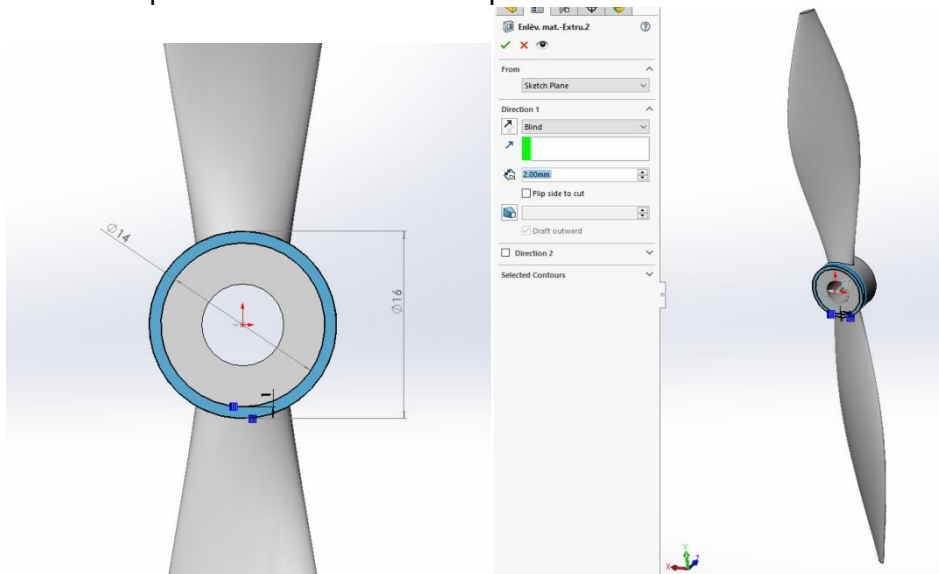 Ø14
Ø16
1
Enlèv. mat.-Extru.2
From
Sketch Plane
Direction 1
Blind
2.00mm
Flip side to cut
Draft outward
Direction 2
Selected Contours
Y
X
Z